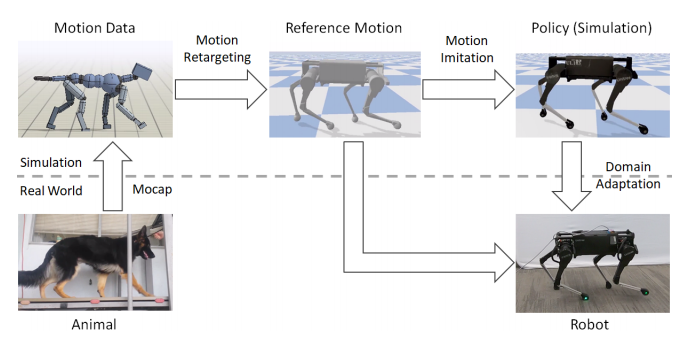 Motion Data
Motion
Retargeting
Reference Motion
Motion
Imitation
Policy (Simulation)
Simulation
Real World
Mocap
Domain
Adaptation
Animal
Robot